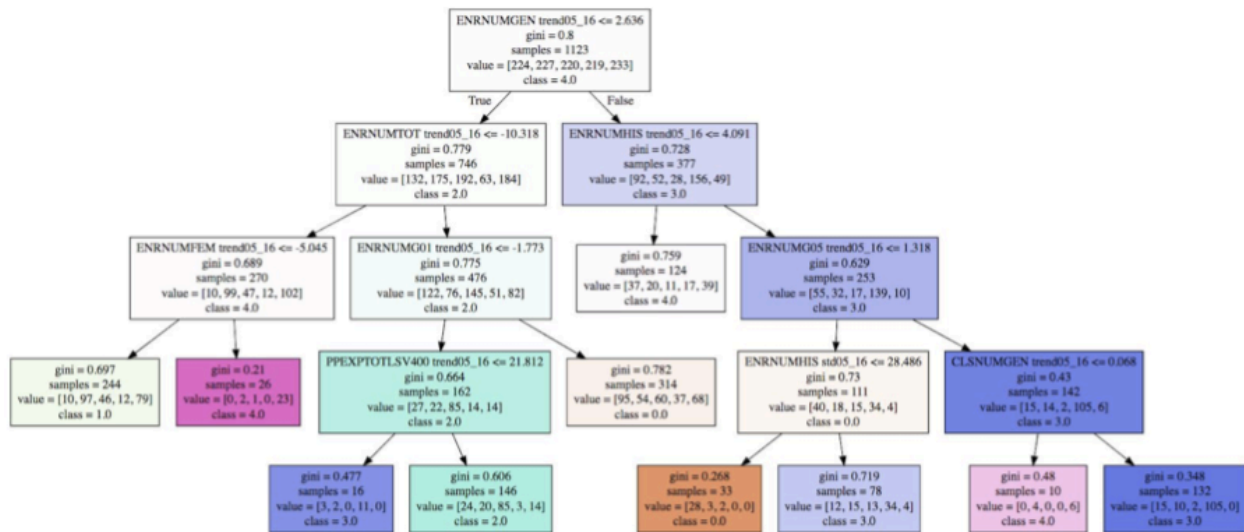 ENRNUMGEN trend05_16 <= 2.636
gini = 0.8
samples = 1123
value = [224, 227, 220, 219, 233]
class = 4.0
True
False
ENRNUMTOT trend05_16 <= -10.318
gini = 0.779
samples = 746
value = [132, 175, 192, 63, 184]
class = 2.0
ENRNUMHIS trend05_16 <= 4.091
gini = 0.728
samples = 377
value = [92, 52, 28, 156, 49]
class = 3.0
ENRNUMFEM trend05_16 <= -5.045
gini = 0.689
samples = 270
value = [10, 99, 47, 12, 102]
class = 4.0
ENRNUMG01 trend05_16 <= -1.773
gini = 0.775
samples = 476
value = [122, 76, 145, 51, 82]
class = 2.0
gini = 0.759
samples = 124
value = [37, 20, 11, 17, 39]
class = 4.0
ENRNUMG05 trend05_16 <= 1.318
gini = 0.629
samples = 253
value = [55, 32, 17, 139, 10]
class = 3.0
gini = 0.697
samples = 244
value = [10, 97, 46, 12, 79]
class = 1.0
gini = 0.21
samples = 26
value = [0, 2, 1, 0, 23]
class = 4.0
PPEXPTOTLSV400 trend05_16 <= 21.812
gini = 0.664
samples = 162
value = [27, 22, 85, 14, 14]
class = 2.0
gini = 0.782
samples = 314
value = [95, 54, 60, 37, 68]
class = 0.0
ENRNUMHIS std05_16 <= 28.486
gini = 0.73
samples = 111
value = [40, 18, 15, 34, 4]
class = 0.0
CLSNUMGEN trend05_16 <= 0.068
gini = 0.43
samples = 142
value = [15, 14, 2, 105, 6]
class = 3.0
gini = 0.477
samples = 16
value = [3, 2, 0, 11, 0]
class = 3.0
gini = 0.606
samples = 146
value = [24, 20, 85, 3, 14]
class = 2.0
gini = 0.268
samples = 33
value = [28, 3, 2, 0, 0]
class = 0.0
gini = 0.719
samples = 78
value = [12, 15, 13, 34, 4]
class = 3.0
gini = 0.48
samples = 10
value = [0, 4, 0, 0, 6]
class = 4.0
gini = 0.348
samples = 132
value = [15, 10, 2, 105, 0]
class = 3.0